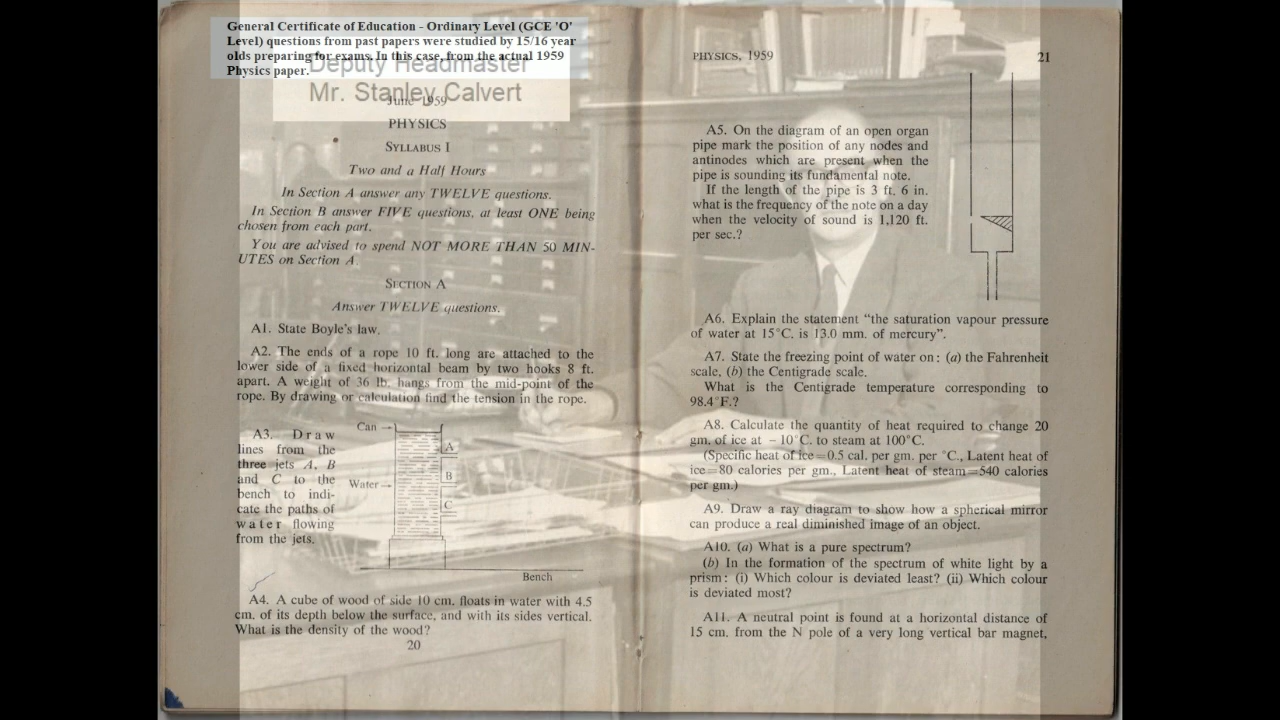 General Certificate of Education - Ordinary Level (GCE 'O'
Level) questions from past papers were studied by 15/16 year
olds preparing for exams. In this case, from the actual 1959
Physics paper.
Deputy Headmaster
Mr. Stanley Calvert
June 1959
PHYSICS
SYLLABUS I
Two and a Half Hours
In Section A answer any TWELVE questions.
In Section B answer FIVE questions, at least ONE being
chosen from each part.
You are advised to spend NOT MORE THAN 50 MIN-
UTES on Section A.
SECTION A
Answer TWELVE questions.
A1. State Boyle's law.
A2. The ends of a rope 10 ft. long are attached to the
lower side of a fixed horizontal beam by two hooks 8 ft.
apart. A weight of 36 lb. hangs from the mid-point of the
rope. By drawing or calculation find the tension in the rope.
A3. Draw
lines from the
three jets A, B
and C to the
bench to indi-
cate the paths of
water flowing
from the jets.
Can
A
Water
B
C
Bench
A4. A cube of wood of side 10 cm. floats in water with 4.5
cm. of its depth below the surface, and with its sides vertical.
What is the density of the wood?
20
PHYSICS, 1959
21
A5. On the diagram of an open organ
pipe mark the position of any nodes and
antinodes which are present when the
pipe is sounding its fundamental note.
If the length of the pipe is 3 ft. 6 in.
what is the frequency of the note on a day
when the velocity of sound is 1,120 ft.
per sec.?
A6. Explain the statement "the saturation vapour pressure
of water at 15°C. is 13.0 mm. of mercury".
A7. State the freezing point of water on: (a) the Fahrenheit
scale, (b) the Centigrade scale.
What is the Centigrade temperature corresponding to
98.4°F.?
A8. Calculate the quantity of heat required to change 20
gm. of ice at - 10°C. to steam at 100°C.
(Specific heat of ice=0.5 cal. per gm. per °C., Latent heat of
ice=80 calories per gm., Latent heat of steam=540 calories
per gm.)
A9. Draw a ray diagram to show how a spherical mirror
can produce a real diminished image of an object.
A10. (a) What is a pure spectrum?
(b) In the formation of the spectrum of white light by a
prism: (i) Which colour is deviated least? (ii) Which colour
is deviated most?
A11. A neutral point is found at a horizontal distance of
15 cm. from the N pole of a very long vertical bar magnet,